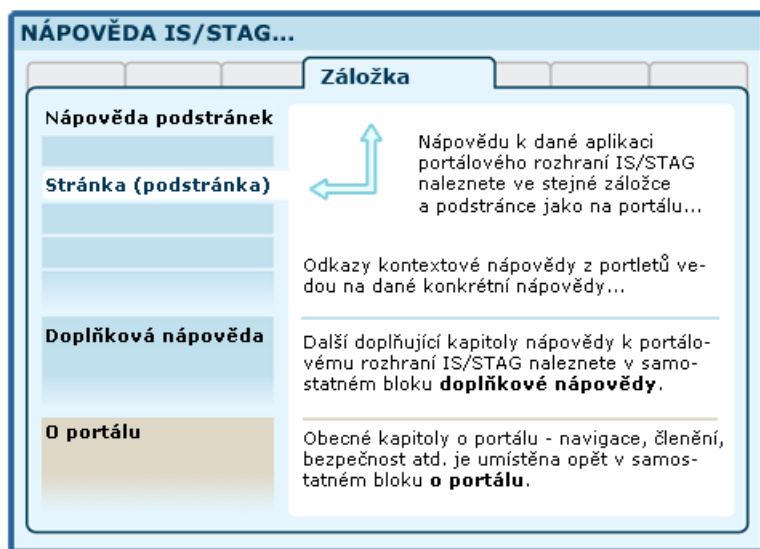 NÁPOVĚDA IS/STAG...
Záložka
Nápověda podstránek
Stránka (podstránka)
Nápovědu k dané aplikaci
portálového rozhraní IS/STAG
naleznete ve stejné záložce
a podstránce jako na portálu...
Odkazy kontextové nápovědy z portletů ve-
dou na dané konkrétní nápovědy...
Doplňková nápověda
Další doplňující kapitoly nápovědy k portálo-
vému rozhraní IS/STAG naleznete v samo-
statném bloku doplňkové nápovědy.
O portálu
Obecné kapitoly o portálu - navigace, členění,
bezpečnost atd. je umístěna opět v samos-
tatném bloku o portálu.